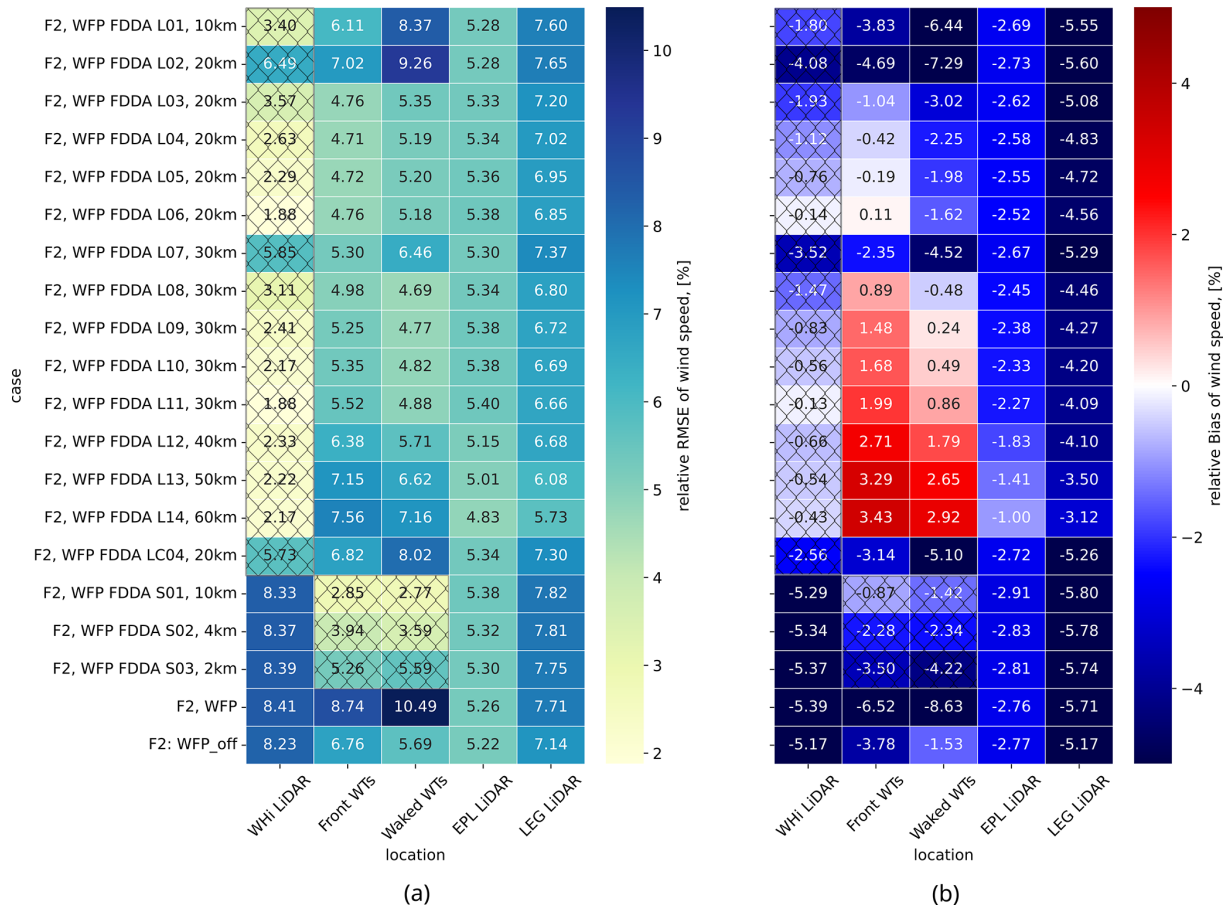 F2, WFP FDDA L01, 10km 3.40 6.11 8.37 5.28 7.60 -1.80 -3.83 -6.44 -2.69 -5.55
F2, WFP FDDA L02, 20km 6.49 7.02 9.26 5.28 7.65 -4.08 -4.69 -7.29 -2.73 -5.60
F2, WFP FDDA L03, 20km 3.57 4.76 5.35 5.33 7.20 -1.93 -1.04 -3.02 -2.62 -5.08
F2, WFP FDDA L04, 20km 2.63 4.71 5.19 5.34 7.02 -1.12 -0.42 -2.25 -2.58 -4.83
F2, WFP FDDA L05, 20km 2.29 4.72 5.20 5.36 6.95 -0.76 -0.19 -1.98 -2.55 -4.72
F2, WFP FDDA L06, 20km 1.88 4.76 5.18 5.38 6.85 -0.14 0.11 -1.62 -2.52 -4.56
F2, WFP FDDA L07, 30km 5.85 5.30 6.46 5.30 7.37 -3.52 -2.35 -4.52 -2.67 -5.29
F2, WFP FDDA L08, 30km 3.11 4.98 4.69 5.34 6.80 -1.47 0.89 -0.48 -2.45 -4.46
F2, WFP FDDA L09, 30km 2.41 5.25 4.77 5.38 6.72 -0.83 1.48 0.24 -2.38 -4.27
F2, WFP FDDA L10, 30km 2.17 5.35 4.82 5.38 6.69 -0.56 1.68 0.49 -2.33 -4.20
F2, WFP FDDA L11, 30km 1.88 5.52 4.88 5.40 6.66 -0.13 1.99 0.86 -2.27 -4.09
F2, WFP FDDA L12, 40km 2.33 6.38 5.71 5.15 6.68 -0.66 2.71 1.79 -1.83 -4.10
F2, WFP FDDA L13, 50km 2.22 7.15 6.62 5.01 6.08 -0.54 3.29 2.65 -1.41 -3.50
F2, WFP FDDA L14, 60km 2.17 7.56 7.16 4.83 5.73 -0.43 3.43 2.92 -1.00 -3.12
F2, WFP FDDA LC04, 20km 5.73 6.82 8.02 5.34 7.30 -2.56 -3.14 -5.10 -2.72 -5.26
F2, WFP FDDA S01, 10km 8.33 2.85 2.77 5.38 7.82 -5.29 -0.87 -1.42 -2.91 -5.80
F2, WFP FDDA S02, 4km 8.37 3.94 3.59 5.32 7.81 -5.34 -2.28 -2.34 -2.83 -5.78
F2, WFP FDDA S03, 2km 8.39 5.26 5.59 5.30 7.75 -5.37 -3.50 -4.22 -2.81 -5.74
F2, WFP 8.41 8.74 10.49 5.26 7.71 -5.39 -6.52 -8.63 -2.76 -5.71
F2: WFP_off 8.23 6.76 5.69 5.22 7.14 -5.17 -3.78 -1.53 -2.77 -5.17
case
WHi LiDAR
Front WTs
Waked WTs
EPL LiDAR
LEG LiDAR
location
(a)
10
9
8
7
6
5
4
3
2
relative RMSE of wind speed, [%]
WHi LiDAR
Front WTs
Waked WTs
EPL LiDAR
LEG LiDAR
location
(b)
4
2
0
−2
−4
relative Bias of wind speed, [%]